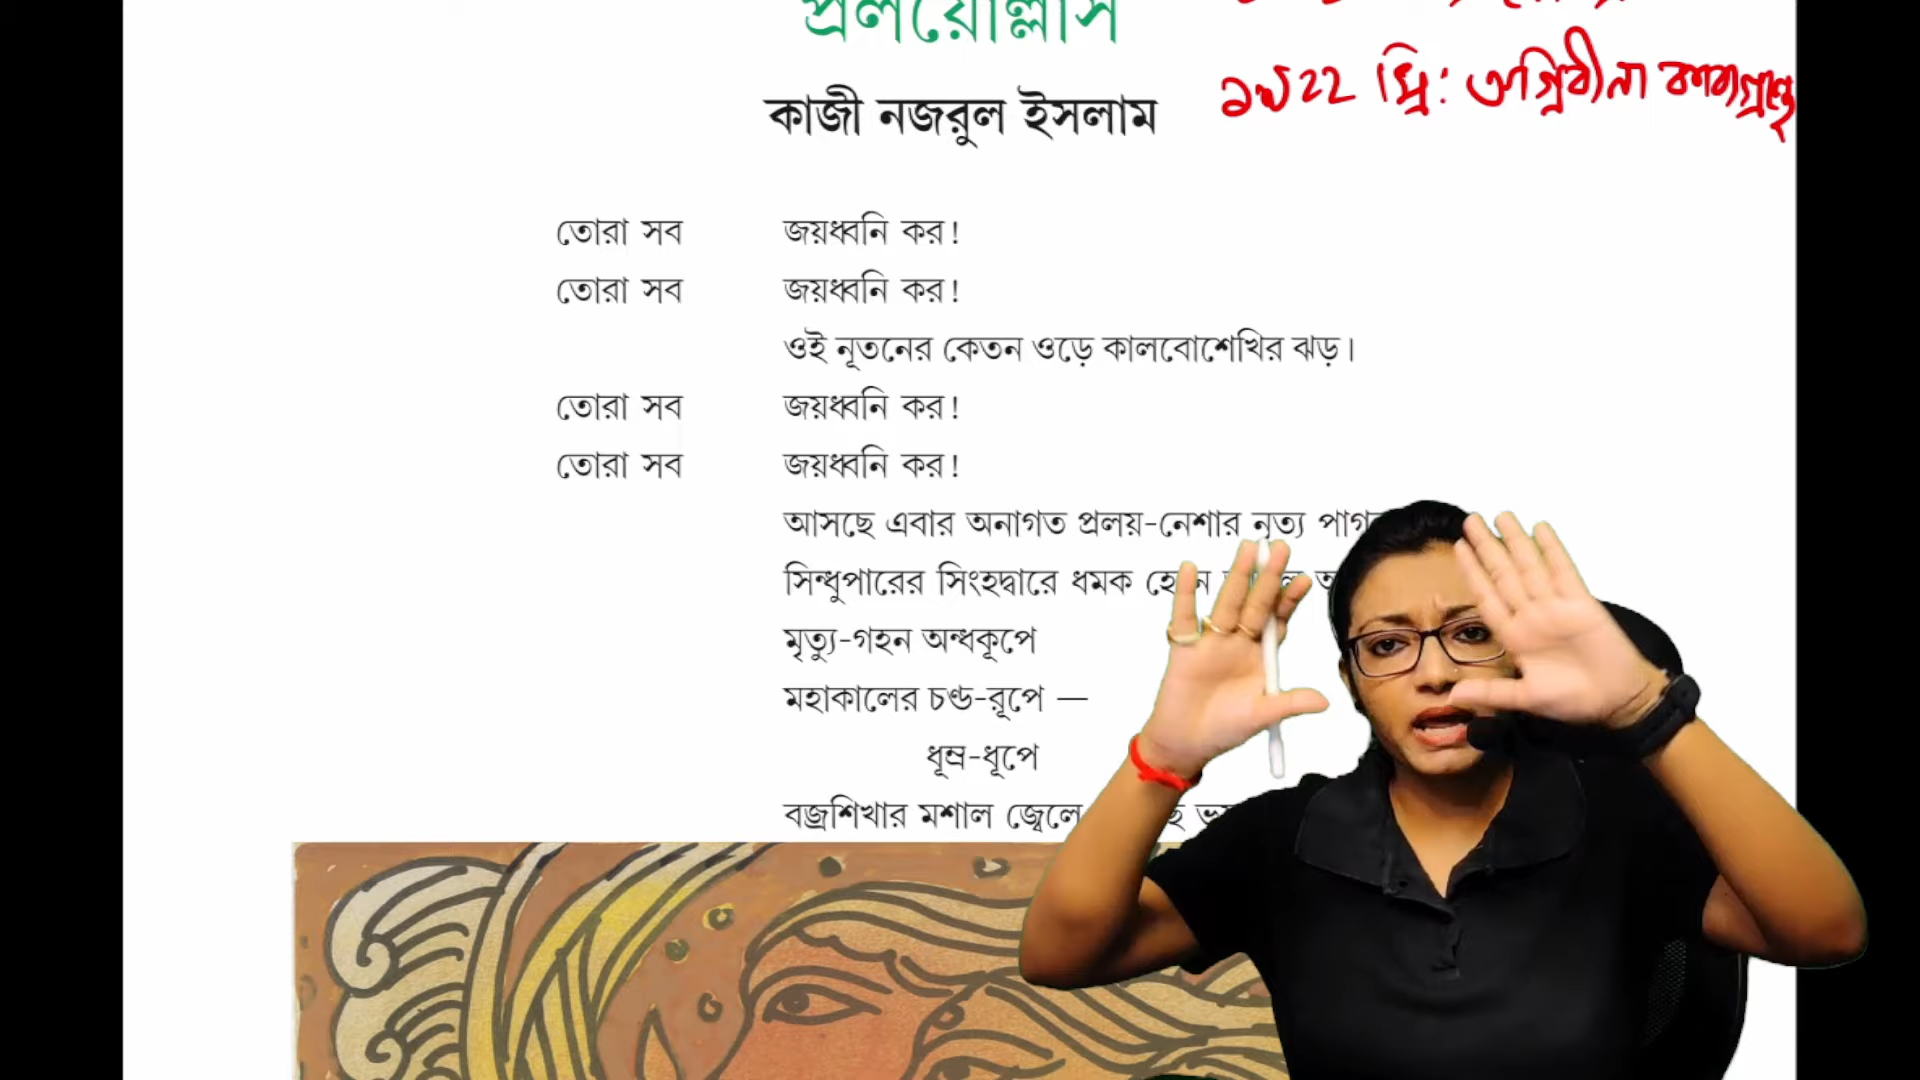 প্রলয়োল্লাস
১৯22 খ্রি: অগ্নিবীনা কাব্যগ্রন্থে
কাজী নজরুল ইসলাম
তোরা সব জয়ধ্বনি কর!
তোরা সব জয়ধ্বনি কর!
ওই নূতনের কেতন ওড়ে কালবোশেখির ঝড়।
তোরা সব জয়ধ্বনি কর!
তোরা সব জয়ধ্বনি কর!
আসছে এবার অনাগত প্রলয়-নেশার নৃত্য
সিন্ধুপারের সিংহদ্বারে ধমক
মৃত্যু-গহন অন্ধকূপে
মহাকালের চণ্ড-রূপে —
ধূম্র-ধূপে
বজ্রশিখার মশাল জ্বেলে